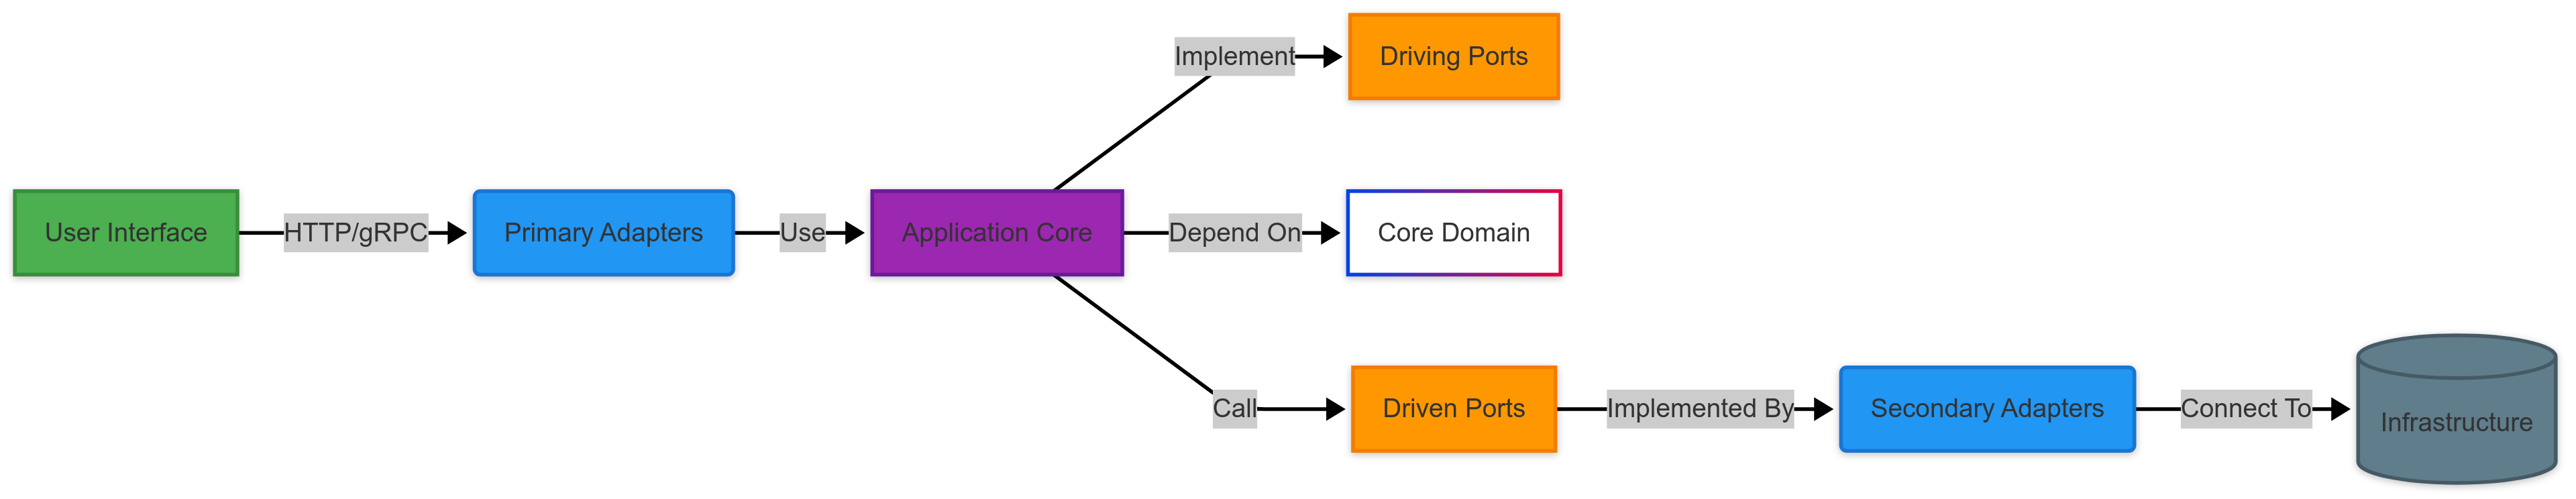 Implement
Driving Ports
User Interface
HTTP/gRPC
Primary Adapters
Use
Application Core
Depend On
Core Domain
Call
Driven Ports
Implemented By
Secondary Adapters
Connect To
Infrastructure